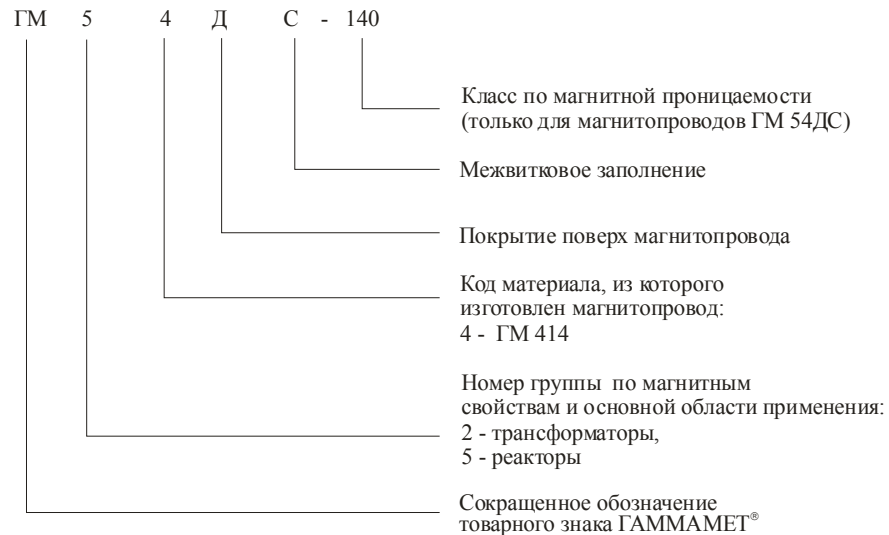 ГМ 5 4 Д С - 140
Класс по магнитной проницаемости
(только для магнитопроводов ГМ 54ДС)
Межвитковое заполнение
Покрытие поверх магнитопровода
Код материала, из которого
изготовлен магнитопровод:
4 - ГМ 414
Номер группы по магнитным
свойствам и основной области применения:
2 - трансформаторы,
5 - реакторы
Сокращенное обозначение
товарного знака ГАММАМЕТ®